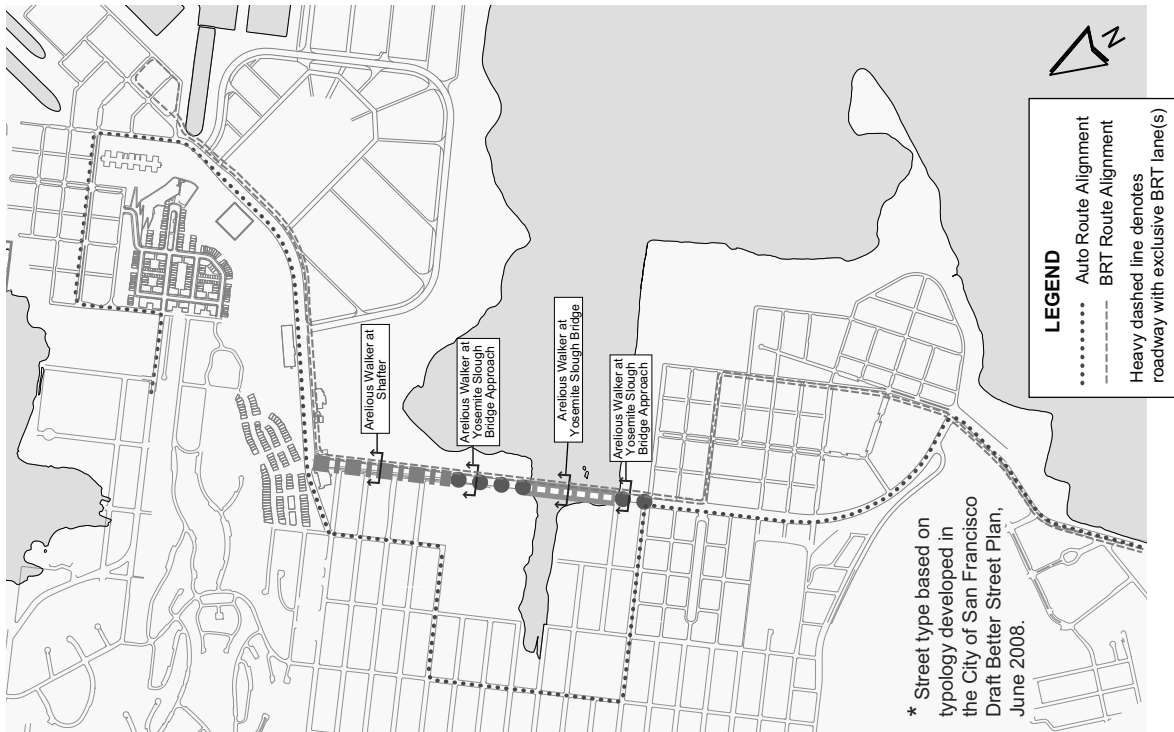 Arelious Walker at
Shafter
Arelious Walker at
Yosemite Slough
Bridge Approach
Arelious Walker at
Yosemite Slough Bridge
Arelious Walker at
Yosemite Slough
Bridge Approach
N
LEGEND
Auto Route Alignment
BRT Route Alignment
Heavy dashed line denotes
roadway with exclusive BRT lane(s)
* Street type based on
typology developed in
the City of San Francisco
Draft Better Street Plan,
June 2008.